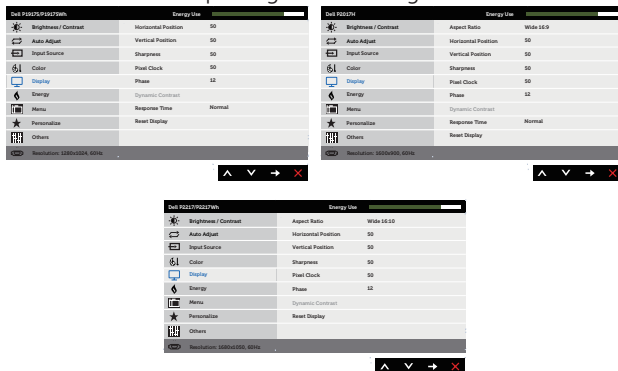 Dell P1917S/P1917SWh Energy Use
Brightness / Contrast Horizontal Position 50
Auto Adjust Vertical Position 50
Input Source Sharpness 50
Color Pixel Clock 50
Display Phase 12
Energy Dynamic Contrast
Menu Response Time Normal
Personalize Reset Display
Others
Resolution: 1280x1024, 60Hz
Dell P2017H Energy Use
Brightness / Contrast Aspect Ratio Wide 16:9
Auto Adjust Horizontal Position 50
Input Source Vertical Position 50
Color Sharpness 50
Display Pixel Clock 50
Energy Phase 12
Menu Dynamic Contrast
Personalize Response Time Normal
Others Reset Display
Resolution: 1600x900, 60Hz
Dell P2217/P2217Wh Energy Use
Brightness / Contrast Aspect Ratio Wide 16:10
Auto Adjust Horizontal Position 50
Input Source Vertical Position 50
Color Sharpness 50
Display Pixel Clock 50
Energy Phase 12
Menu Dynamic Contrast
Personalize Reset Display
Others
Resolution: 1680x1050, 60Hz